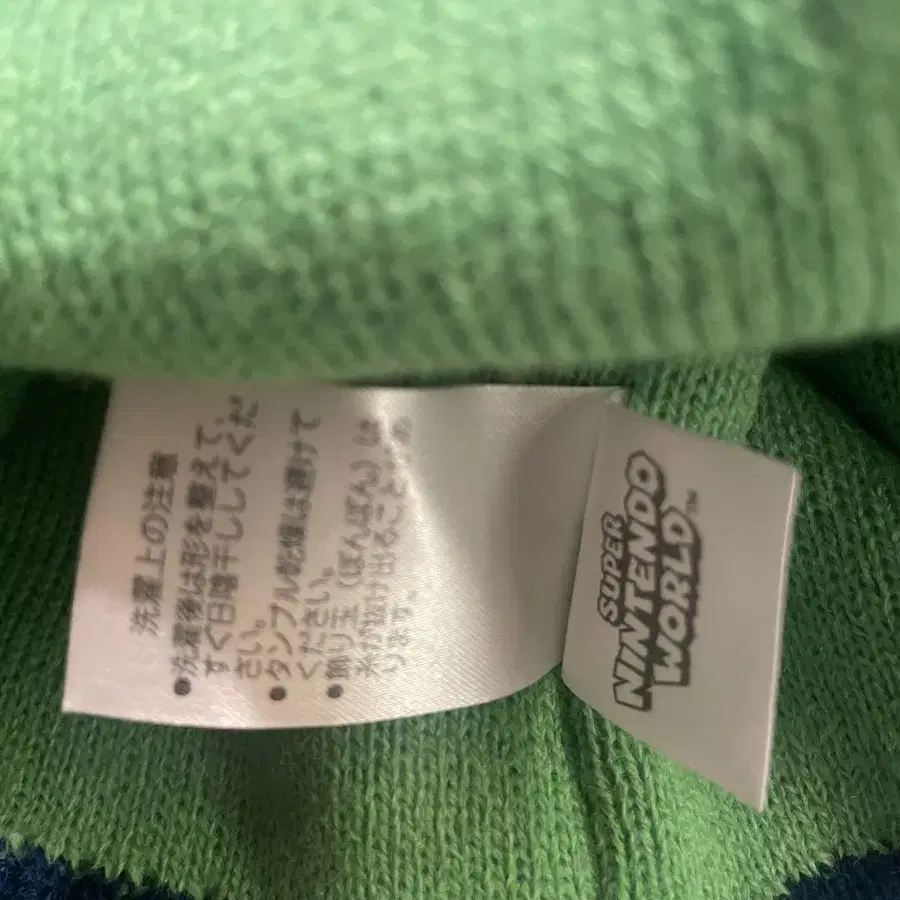 洗濯上の注意
●洗濯後は形を整えて、
すぐ日陰干ししてくだ
さい。
●タンブル乾燥は避けて
ください。
●飾り玉(ぼんぼん)は
糸が抜け出ることがあ
ります。
SUPER
NINTENDO
WORLD™